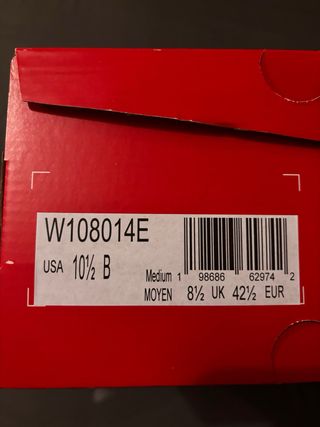 W108014E
USA 10½ B
Medium 1 98686 62974 2
MOYEN 8½ UK 42½ EUR